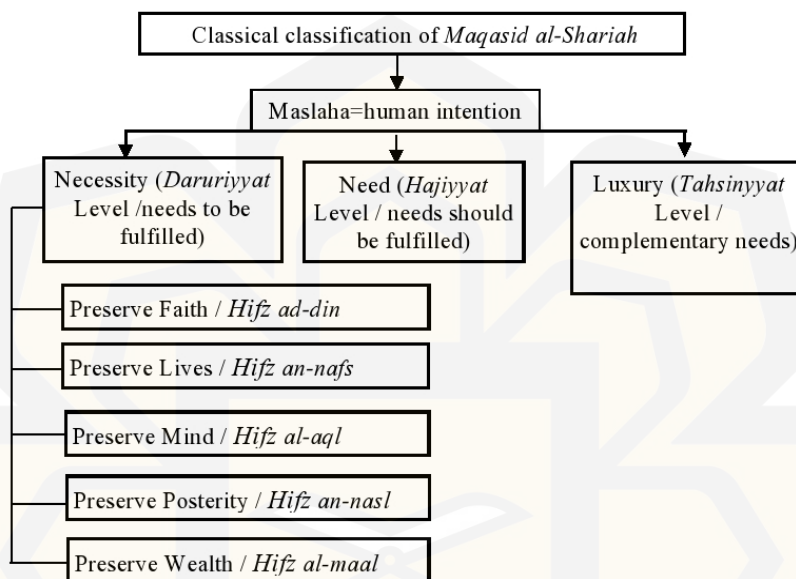 Classical classification of Maqasid al-Shariah
Maslaha=human intention
Necessity (Daruriyyat
Level /needs to be
fulfilled)
Need (Hajiyyat
Level / needs should
be fulfilled)
Luxury (Tahsinyyat
Level /
complementary needs)
Preserve Faith / Hifz ad-din
Preserve Lives / Hifz an-nafs
Preserve Mind / Hifz al-aql
Preserve Posterity / Hifz an-nasl
Preserve Wealth / Hifz al-maal